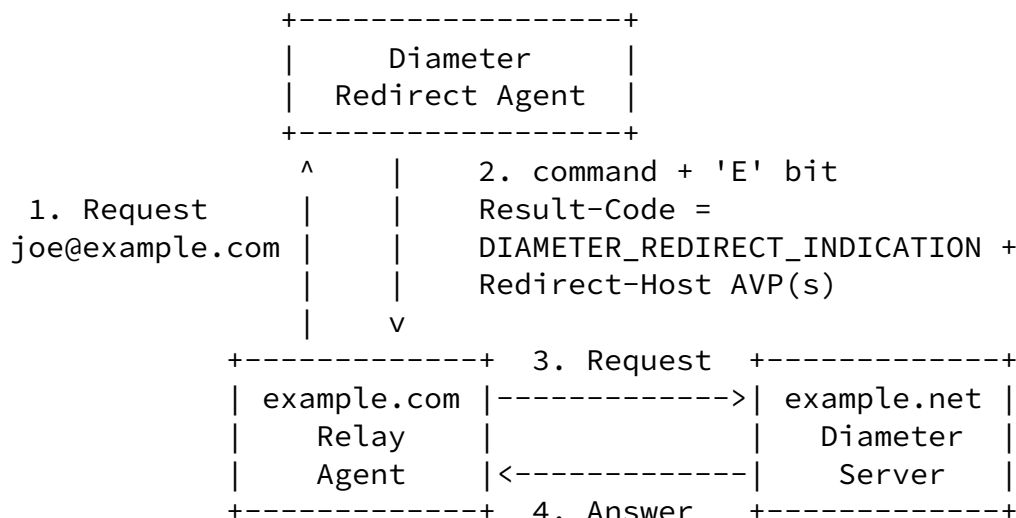 Diameter
Redirect Agent
2. command + 'E' bit
1. Request
Result-Code =
joe@example.com
DIAMETER_REDIRECT_INDICATION +
Redirect-Host AVP(s)
3. Request
example.com
example.net
Relay
Diameter
Agent
Server
4. Answer